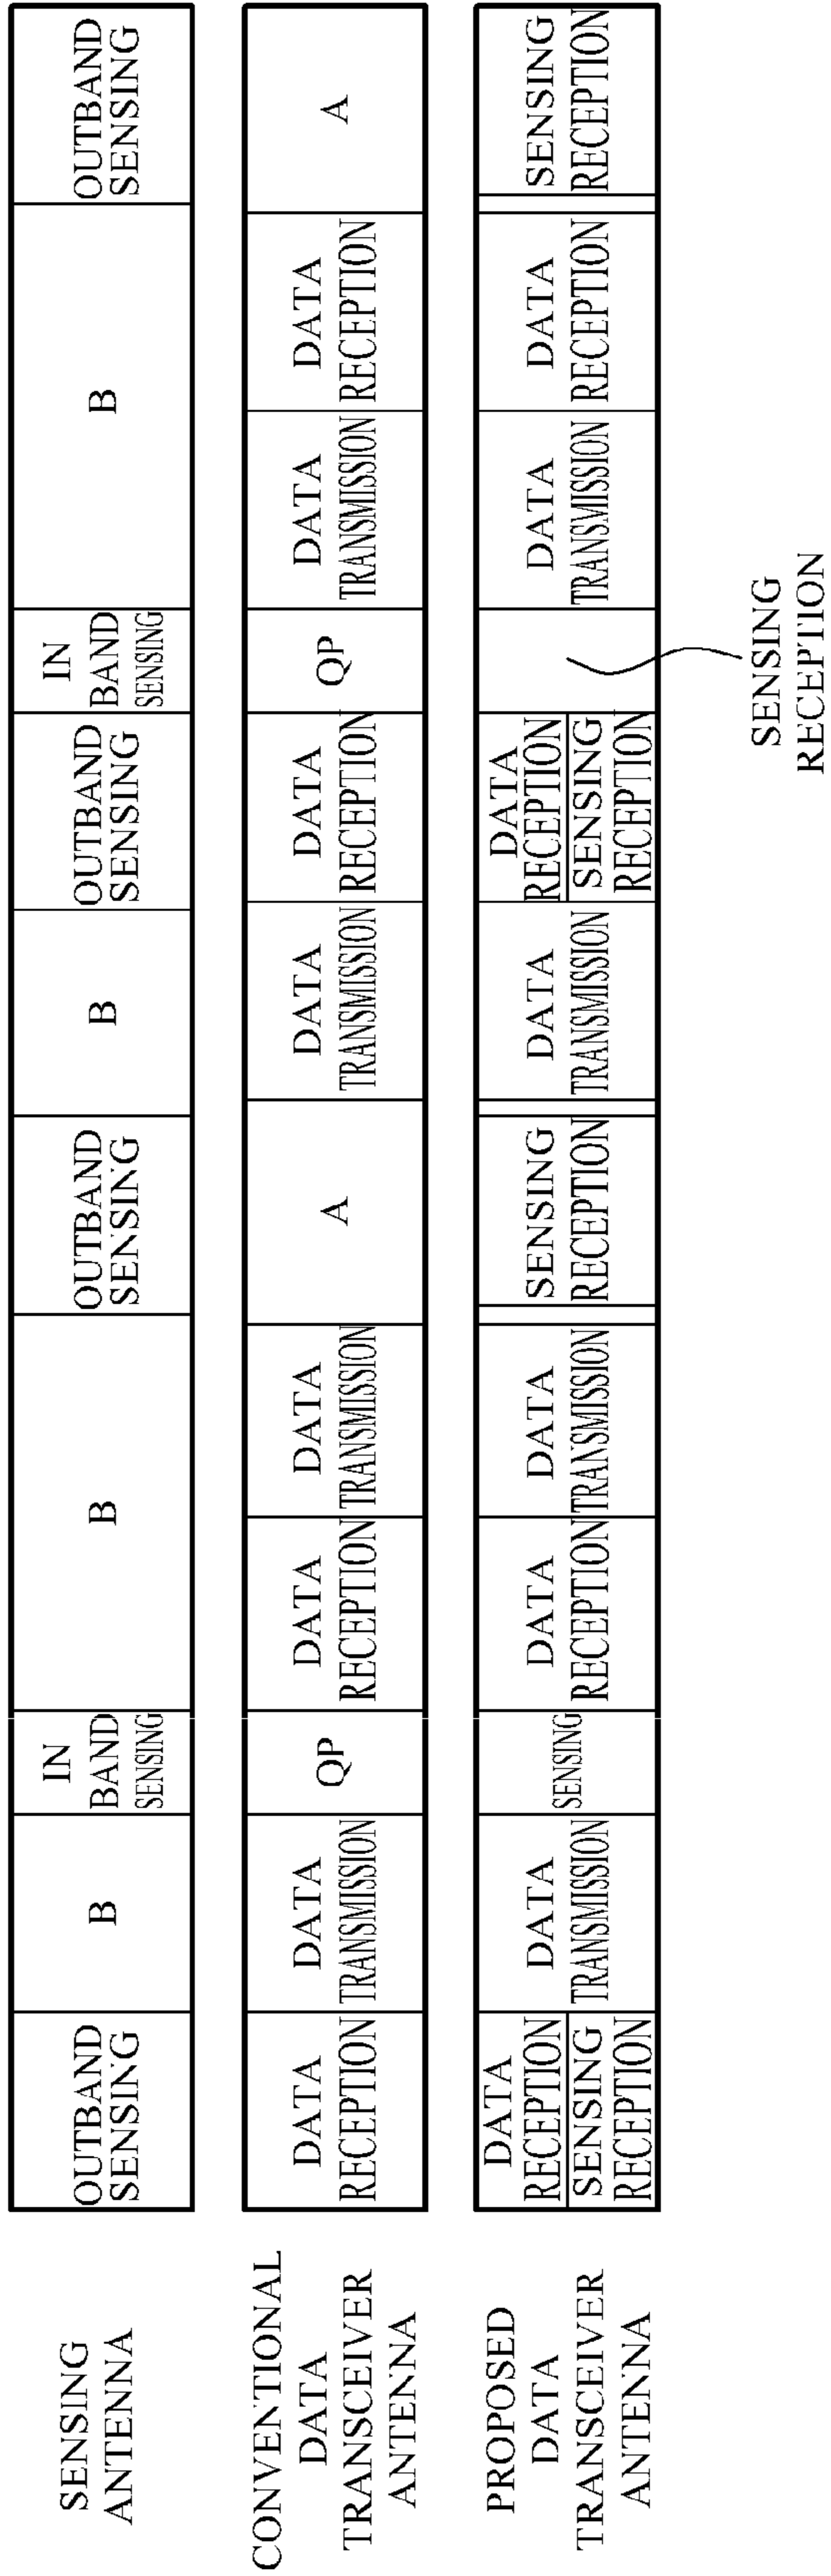 SENSING
ANTENNA
OUTBAND
SENSING
B
IN
BAND
SENSING
B
OUTBAND
SENSING
B
OUTBAND
SENSING
IN
BAND
SENSING
B
OUTBAND
SENSING
CONVENTIONAL
DATA
TRANSCEIVER
ANTENNA
DATA
RECEPTION
DATA
TRANSMISSION
QP
DATA
RECEPTION
DATA
TRANSMISSION
A
DATA
TRANSMISSION
DATA
RECEPTION
QP
DATA
TRANSMISSION
DATA
RECEPTION
A
PROPOSED
DATA
TRANSCEIVER
ANTENNA
DATA
RECEPTION
SENSING
RECEPTION
DATA
TRANSMISSION
SENSING
DATA
RECEPTION
DATA
TRANSMISSION
SENSING
RECEPTION
DATA
TRANSMISSION
DATA
RECEPTION
SENSING
RECEPTION
DATA
TRANSMISSION
DATA
RECEPTION
SENSING
RECEPTION
SENSING
RECEPTION